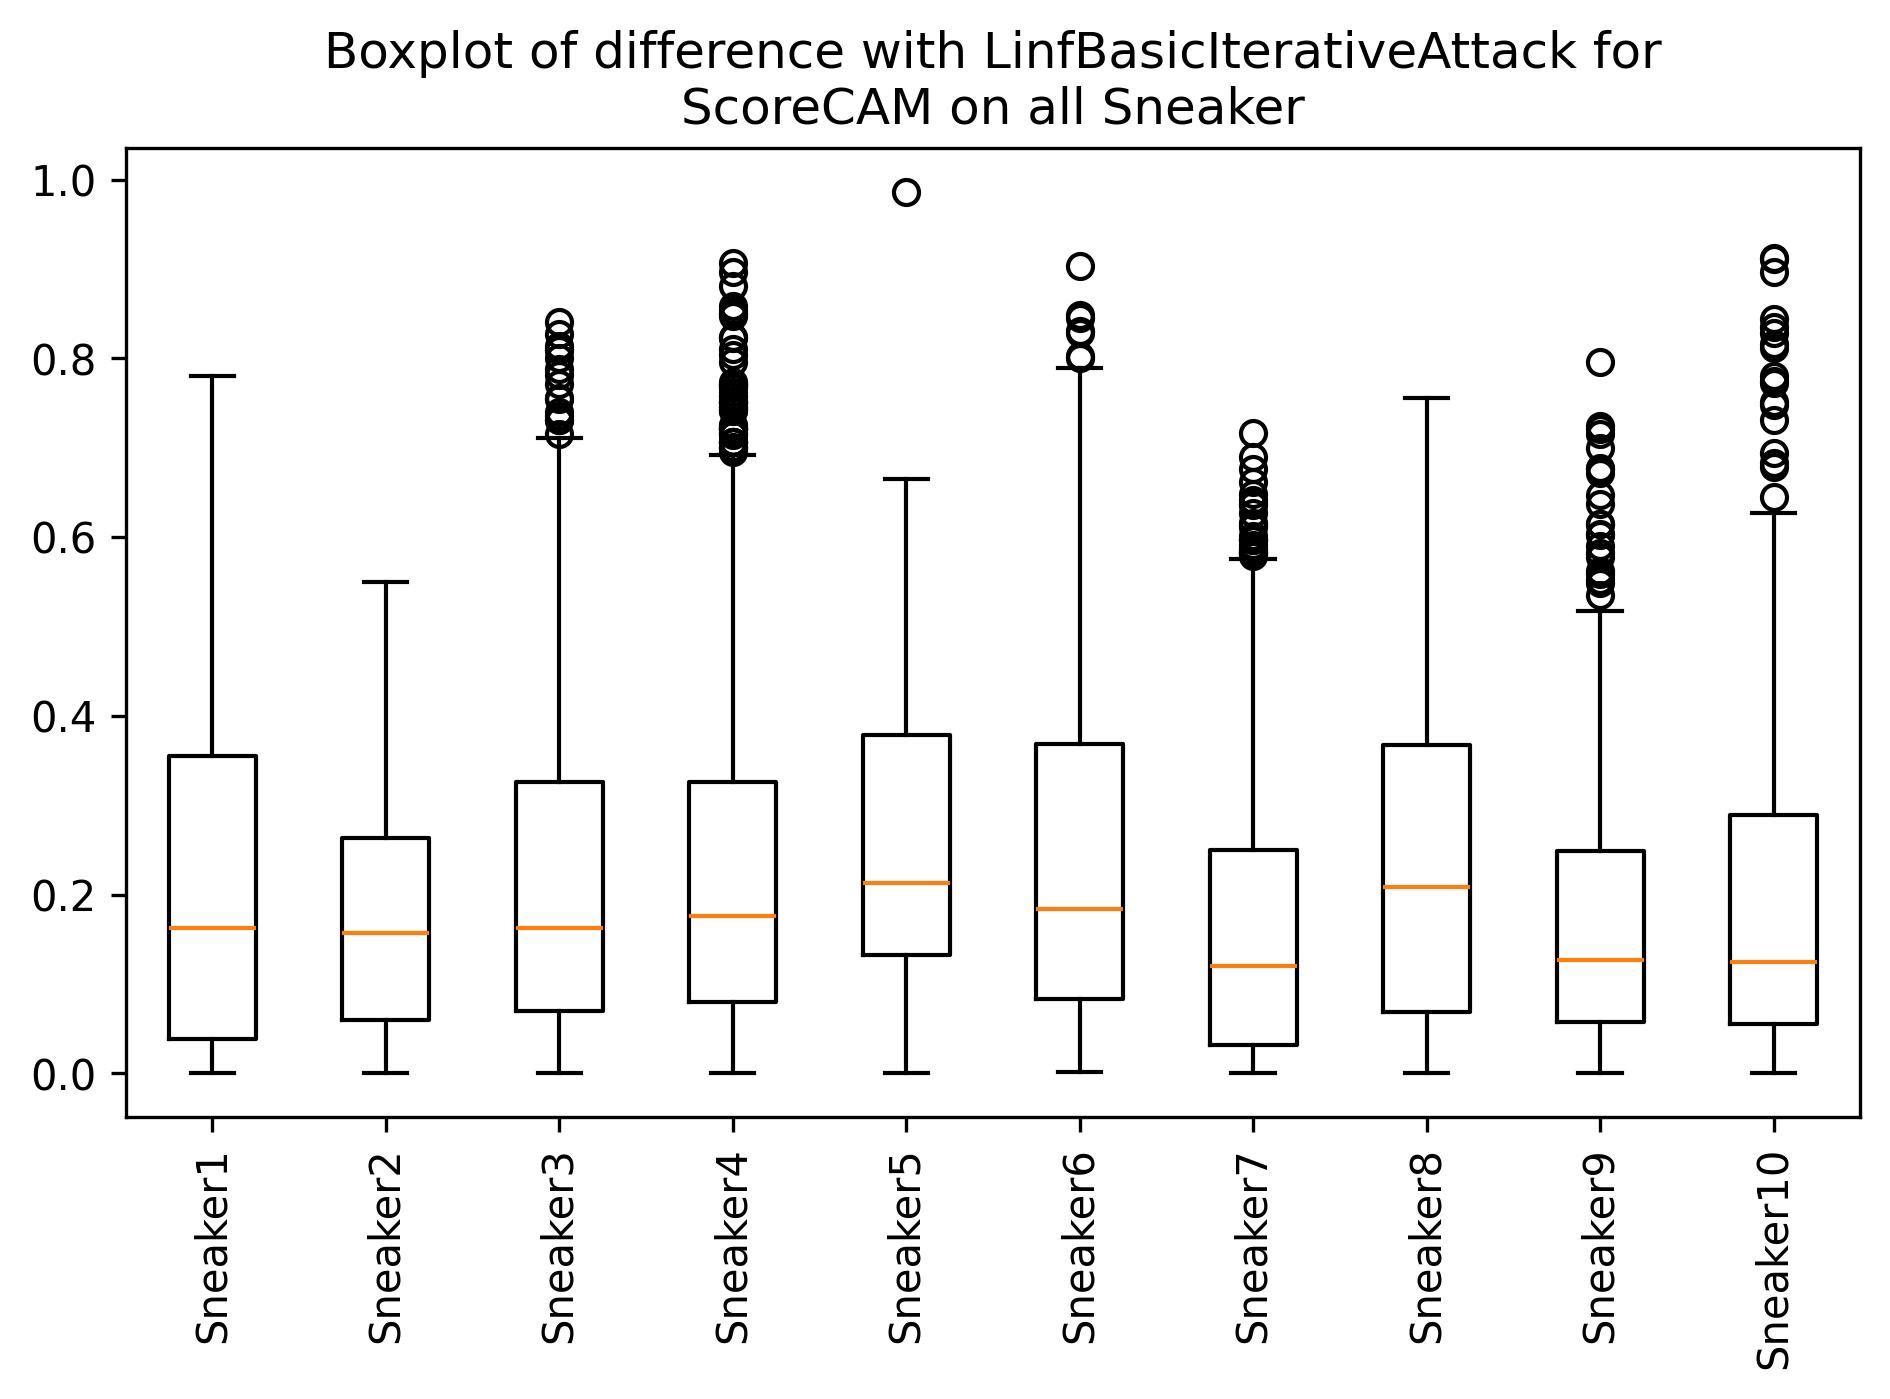 Boxplot of difference with LinfBasicIterativeAttack for
ScoreCAM on all Sneaker
1.0
0.8
0.6
0.4
0.2
0.0
Sneaker1
Sneaker2
Sneaker3
Sneaker4
Sneaker5
Sneaker6
Sneaker7
Sneaker8
Sneaker9
Sneaker10